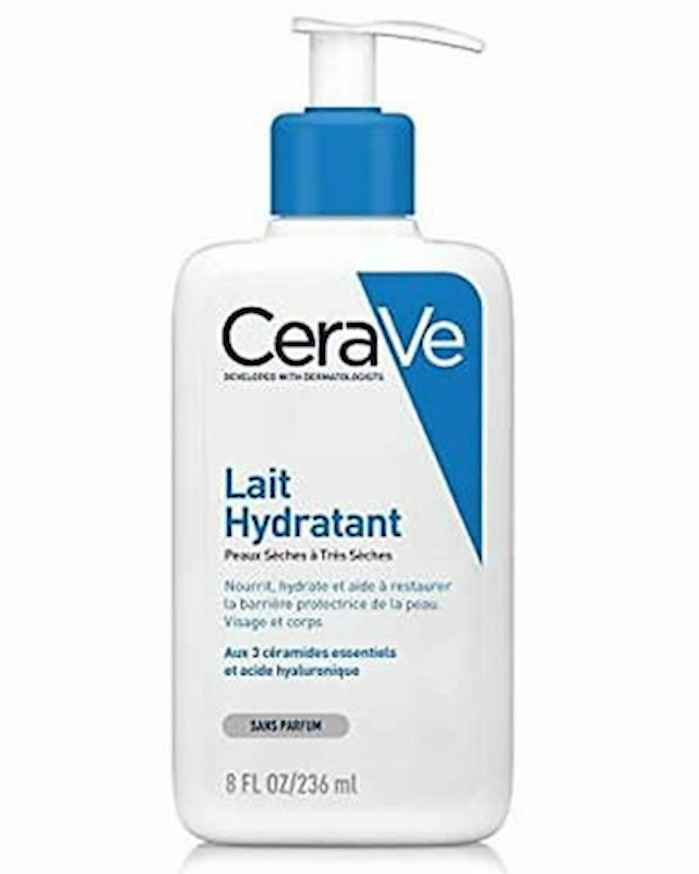 CeraVe
DEVELOPED WITH DERMATOLOGISTS
Lait
Hydratant
Peaux Sèches à Très Sèches
Nourrit, hydrate et aide à restaurer
la barrière protectrice de la peau.
Visage et corps
Aux 3 céramides essentiels
et acide hyaluronique
SANS PARFUM
8 FL OZ/236 ml